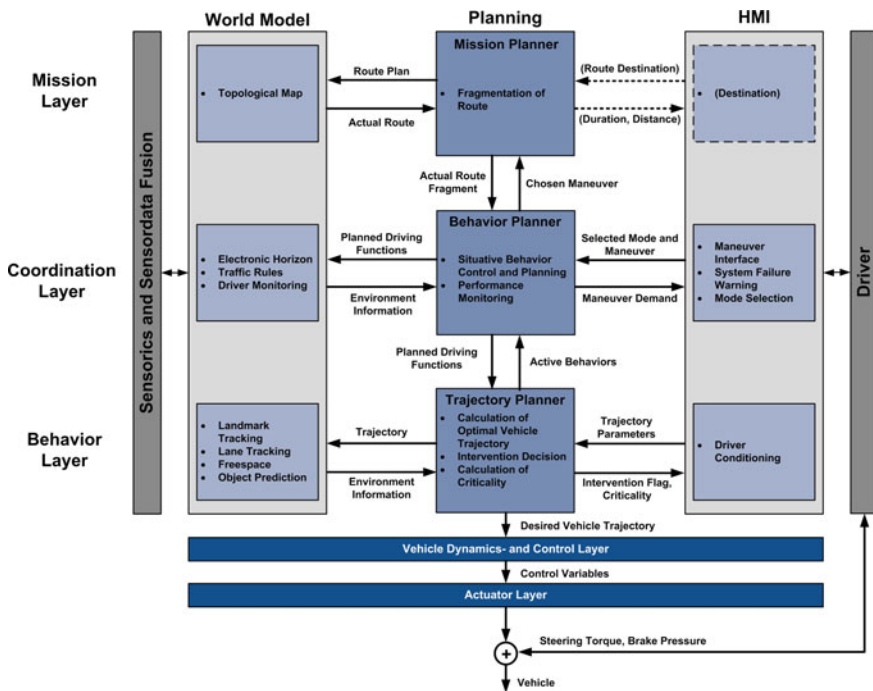 World Model
Planning
HMI
Mission
Layer
Coordination
Layer
Behavior
Layer
Sensorics and Sensordata Fusion
Driver
• Topological Map
Route Plan
Actual Route
Mission Planner
• Fragmentation of
Route
(Route Destination)
(Duration, Distance)
• (Destination)
Actual Route
Fragment
Chosen Maneuver
• Electronic Horizon
• Traffic Rules
• Driver Monitoring
Planned Driving
Functions
Environment
Information
Behavior Planner
• Situative Behavior
Control and Planning
• Performance
Monitoring
Selected Mode and
Maneuver
Maneuver Demand
• Maneuver
Interface
• System Failure
Warning
• Mode Selection
Planned Driving
Functions
Active Behaviors
• Landmark
Tracking
• Lane Tracking
• Freespace
• Object Prediction
Trajectory
Environment
Information
Trajectory Planner
• Calculation of
Optimal Vehicle
Trajectory
• Intervention Decision
• Calculation of
Criticality
Trajectory
Parameters
Intervention Flag,
Criticality
• Driver
Conditioning
Desired Vehicle Trajectory
Vehicle Dynamics- and Control Layer
Control Variables
Actuator Layer
Steering Torque, Brake Pressure
+
Vehicle